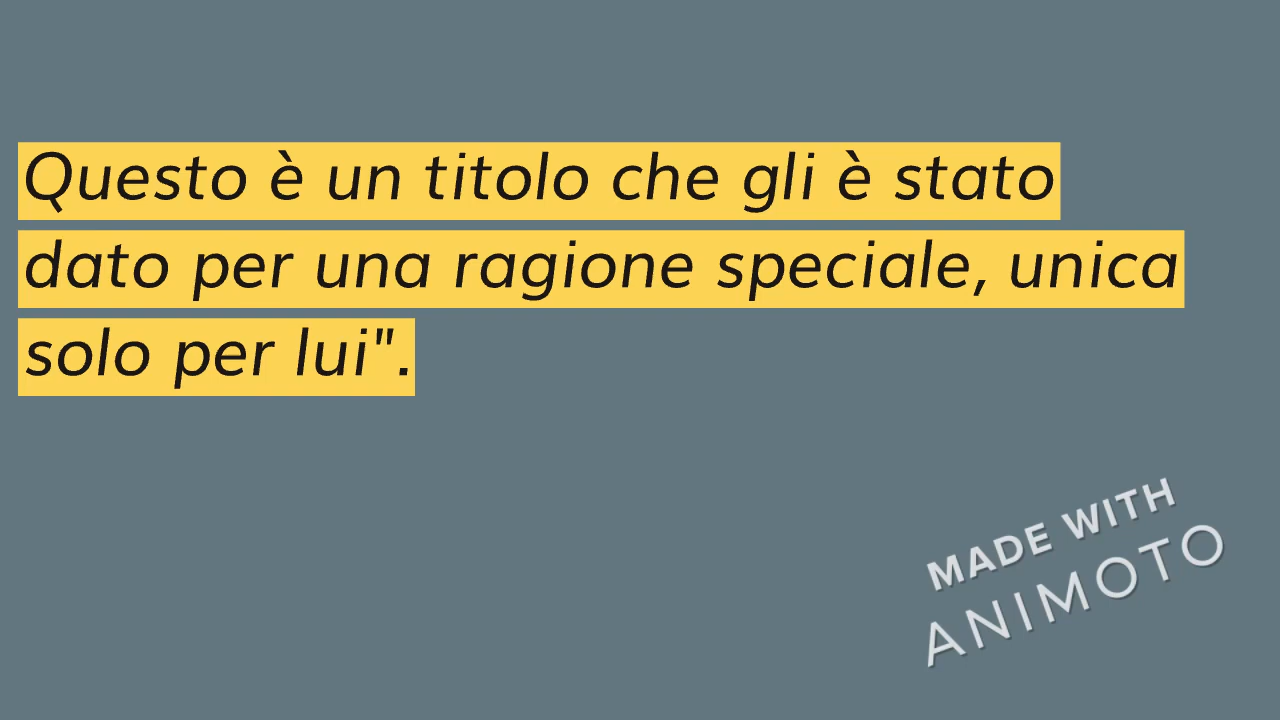 Questo è un titolo che gli è stato
dato per una ragione speciale, unica
solo per lui".
MADE WITH
ANIMOTO